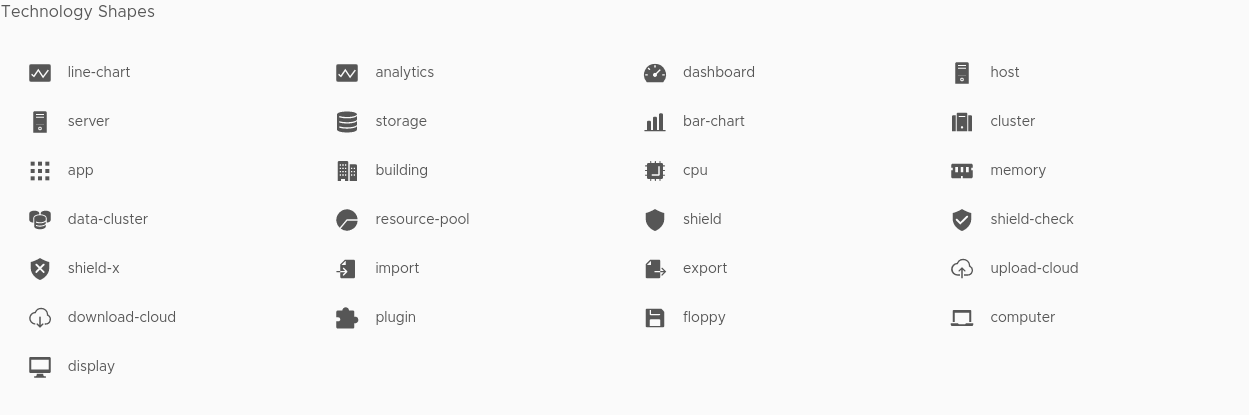 Technology Shapes
line-chart analytics dashboard host
server storage bar-chart cluster
app building cpu memory
data-cluster resource-pool shield shield-check
shield-x import export upload-cloud
download-cloud plugin floppy computer
display